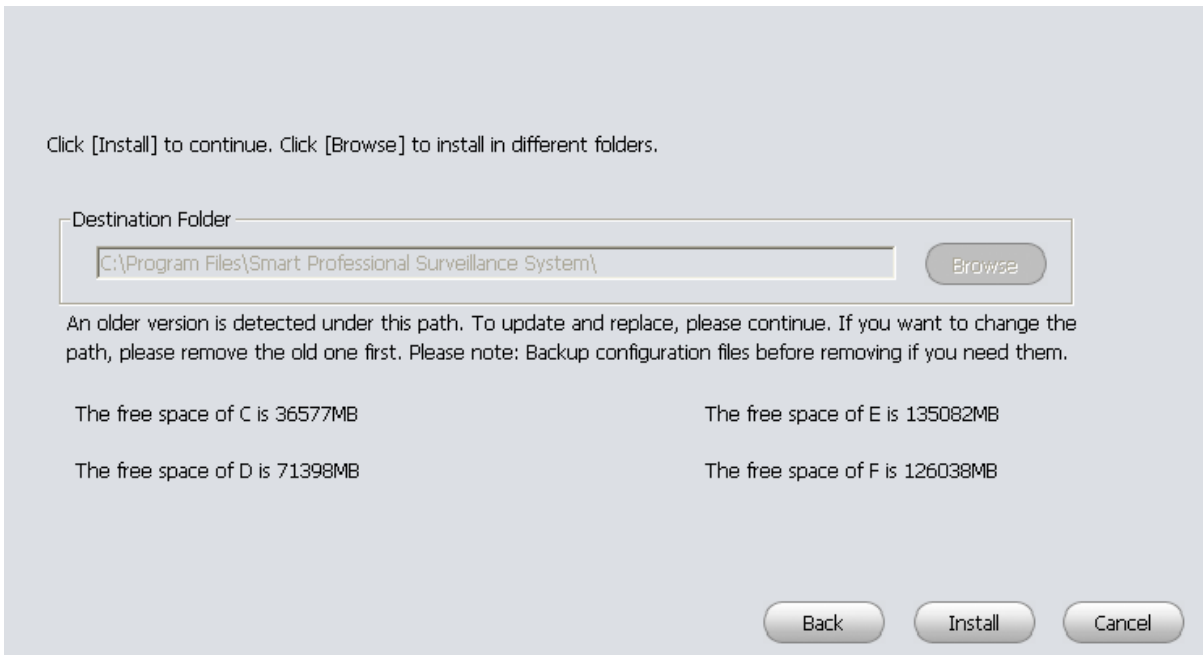 Click [Install] to continue. Click [Browse] to install in different folders.
Destination Folder
C:\Program Files\Smart Professional Surveillance System\
Browse
An older version is detected under this path. To update and replace, please continue. If you want to change the
path, please remove the old one first. Please note: Backup configuration files before removing if you need them.
The free space of C is 36577MB
The free space of E is 135082MB
The free space of D is 71398MB
The free space of F is 126038MB
Back
Install
Cancel